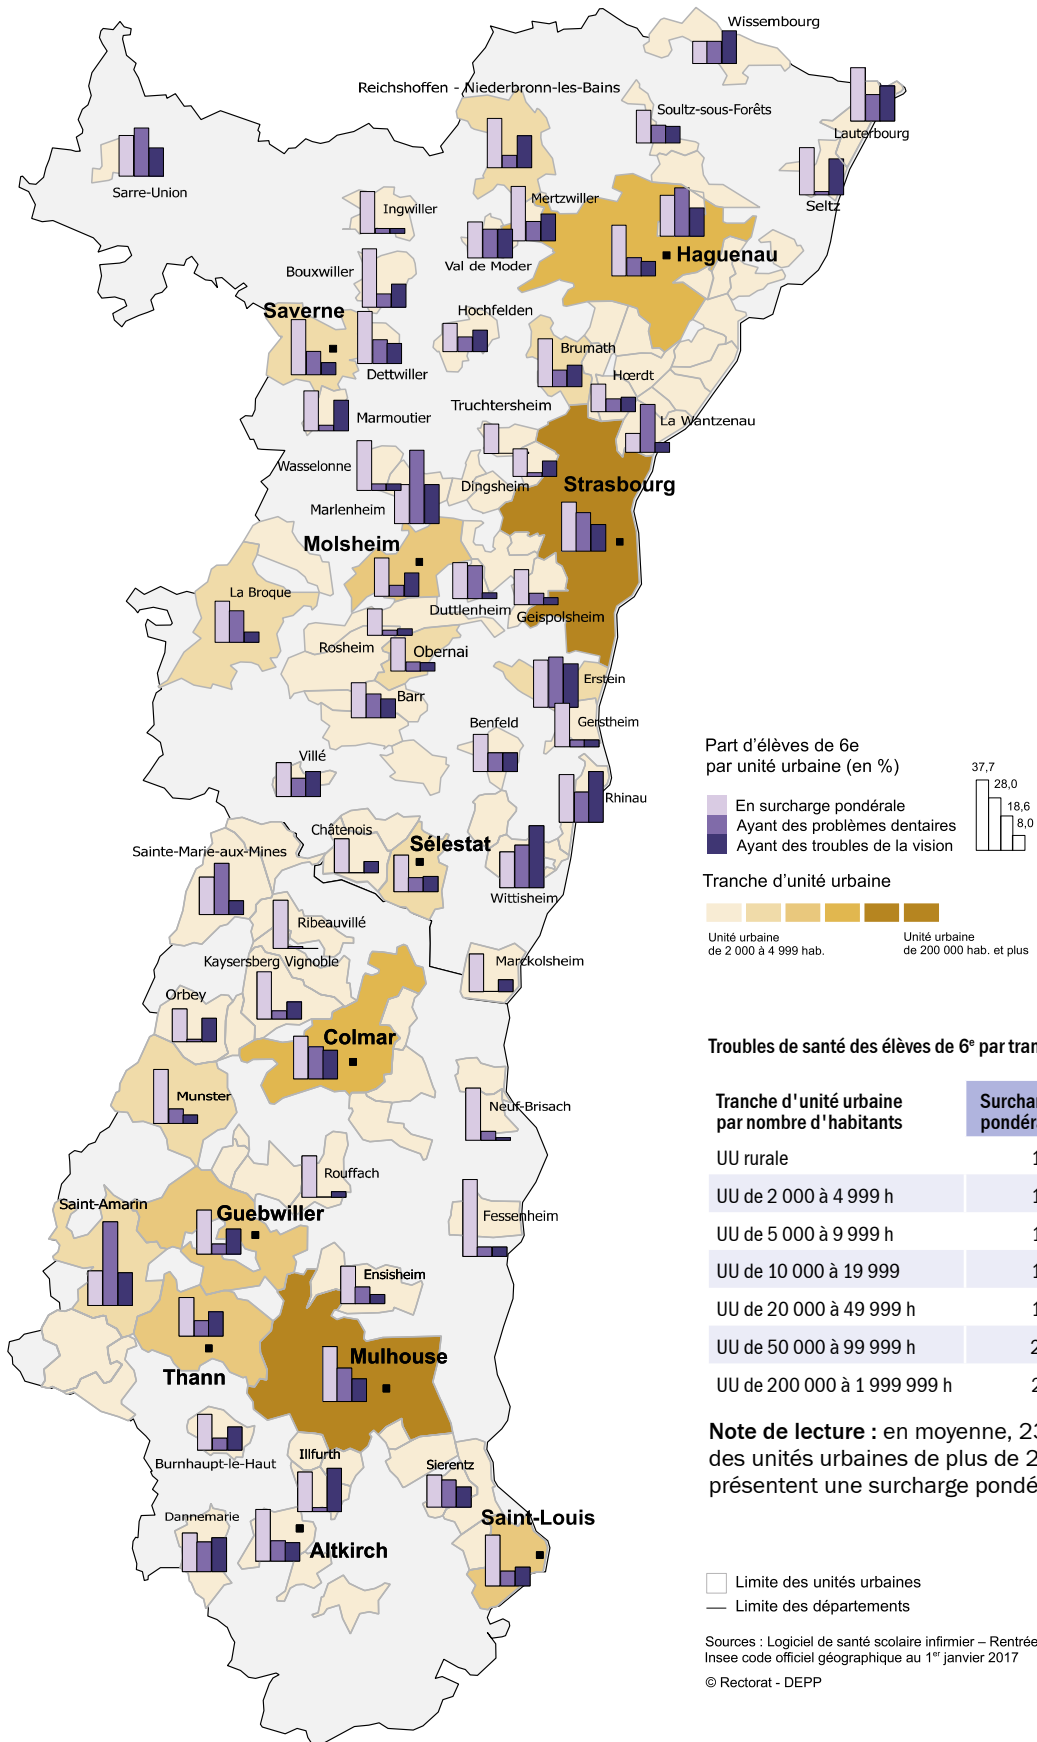 Wissembourg
Reichshoffen - Niederbronn-les-Bains
Soultz-sous-Forêts
Lauterbourg
Sarre-Union
Ingwiller
Mertzwiller
Seltz
Haguenau
Val de Moder
Bouxwiller
Saverne
Hochfelden
Brumath
Dettwiller
Hœrdt
Truchtersheim
Marmoutier
La Wantzenau
Wasselonne
Dingsheim
Strasbourg
Marlenheim
Molsheim
La Broque
Duttlenheim
Geispolsheim
Rosheim
Obernai
Erstein
Barr
Benfeld
Gerstheim
Villé
Rhinau
Châtenois
Sélestat
Sainte-Marie-aux-Mines
Wittisheim
Ribeauvillé
Kaysersberg Vignoble
Marckolsheim
Orbey
Colmar
Munster
Neuf-Brisach
Rouffach
Saint-Amarin
Guebwiller
Fessenheim
Ensisheim
Mulhouse
Thann
Burnhaupt-le-Haut
Illfurth
Sierentz
Dannemarie
Saint-Louis
Altkirch
Part d'élèves de 6e
par unité urbaine (en %)
En surcharge pondérale
Ayant des problèmes dentaires
Ayant des troubles de la vision
37,7
28,0
18,6
8,0
Tranche d'unité urbaine
Unité urbaine
de 2 000 à 4 999 hab.
Unité urbaine
de 200 000 hab. et plus
Troubles de santé des élèves de 6e par tran
Tranche d'unité urbaine
par nombre d'habitants
Surchar
pondéra
UU rurale 1
UU de 2 000 à 4 999 h 1
UU de 5 000 à 9 999 h 1
UU de 10 000 à 19 999 1
UU de 20 000 à 49 999 h 1
UU de 50 000 à 99 999 h 2
UU de 200 000 à 1 999 999 h 2
Note de lecture : en moyenne, 23
des unités urbaines de plus de 2
présentent une surcharge pondé
Limite des unités urbaines
Limite des départements
Sources : Logiciel de santé scolaire infirmier – Rentrée
Insee code officiel géographique au 1er janvier 2017
© Rectorat - DEPP